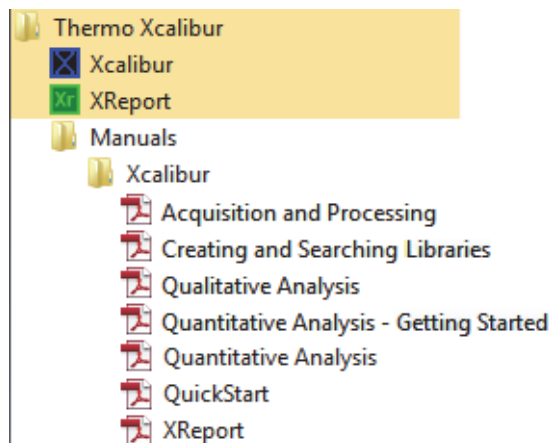 Thermo Xcalibur
Xcalibur
Xr XReport
Manuals
Xcalibur
Acquisition and Processing
Creating and Searching Libraries
Qualitative Analysis
Quantitative Analysis - Getting Started
Quantitative Analysis
QuickStart
XReport